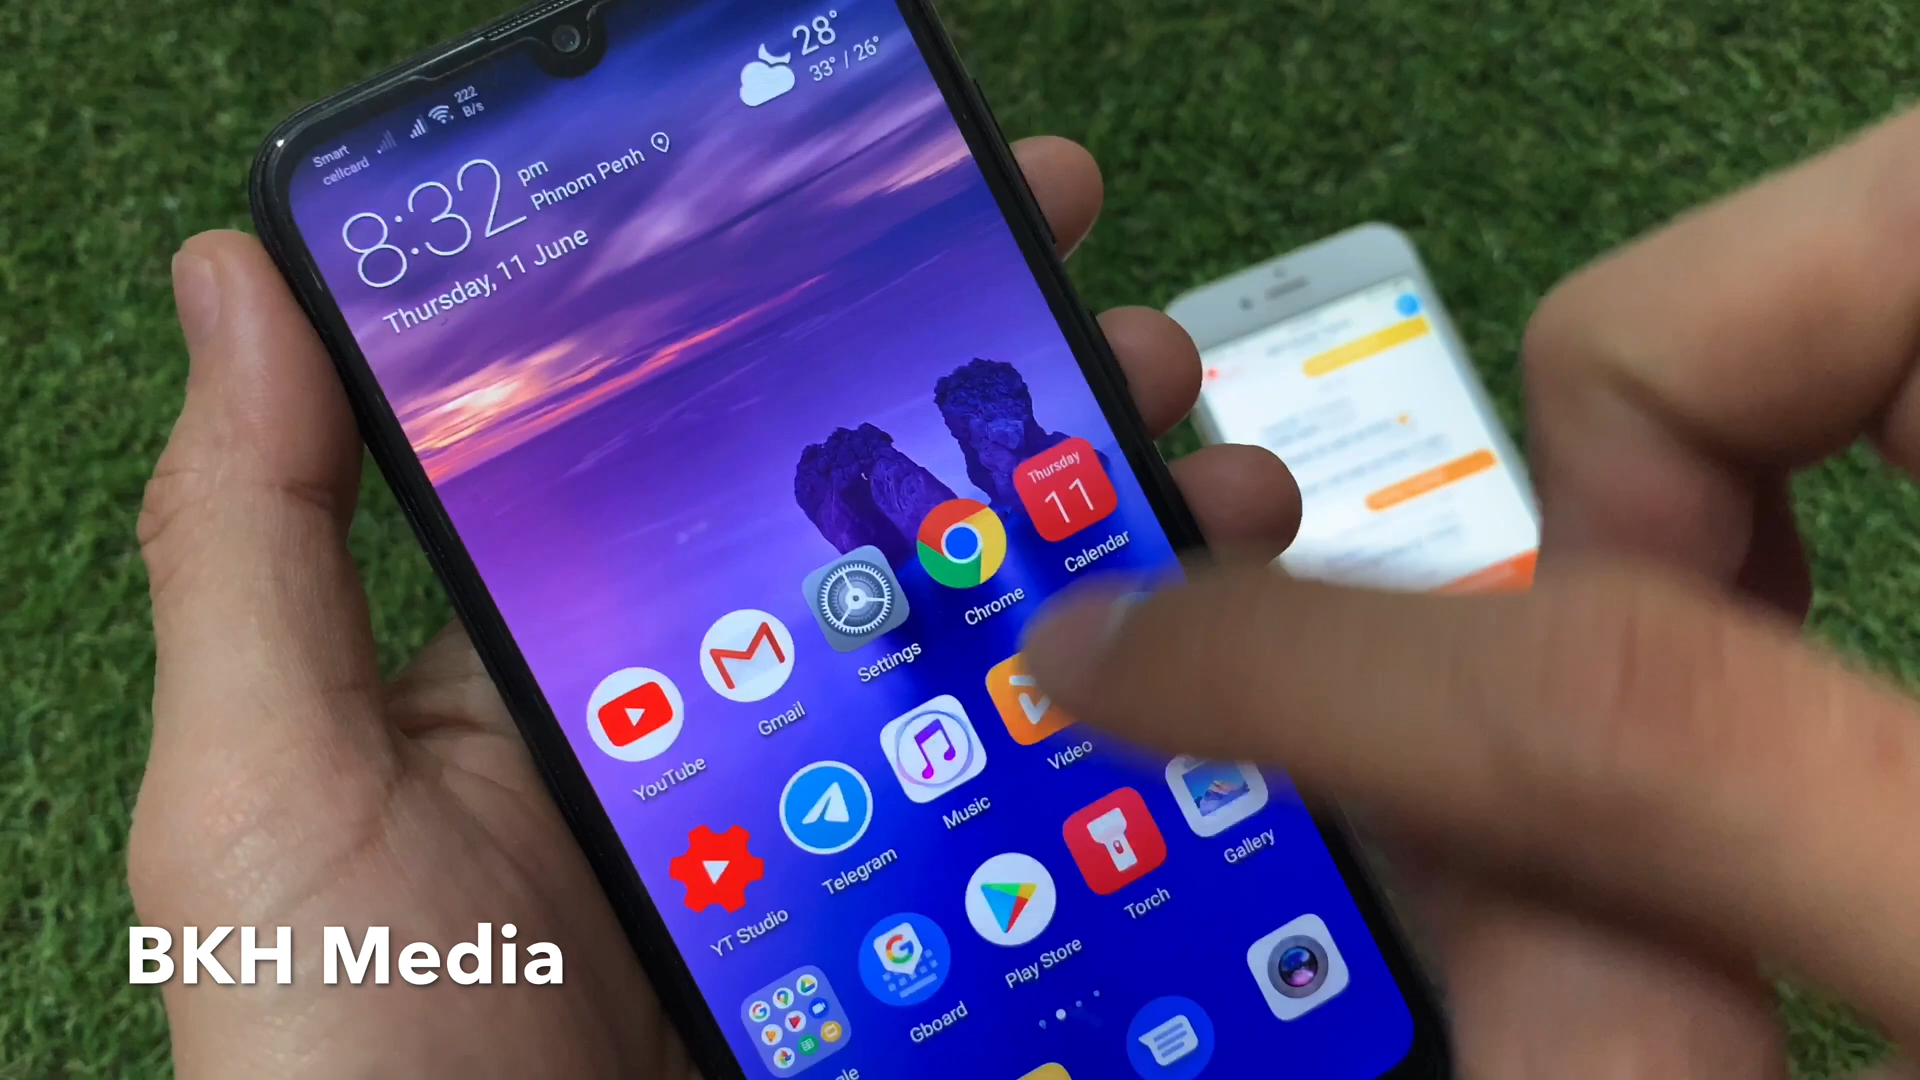 Smart
cellcard
222
B/s
28°
33° / 26°
8:32 pm
Phnom Penh
Thursday, 11 June
Thursday
11
Calendar
Chrome
Settings
Gmail
YouTube
Video
Music
Telegram
YT Studio
Gallery
Torch
Play Store
Gboard
BKH Media